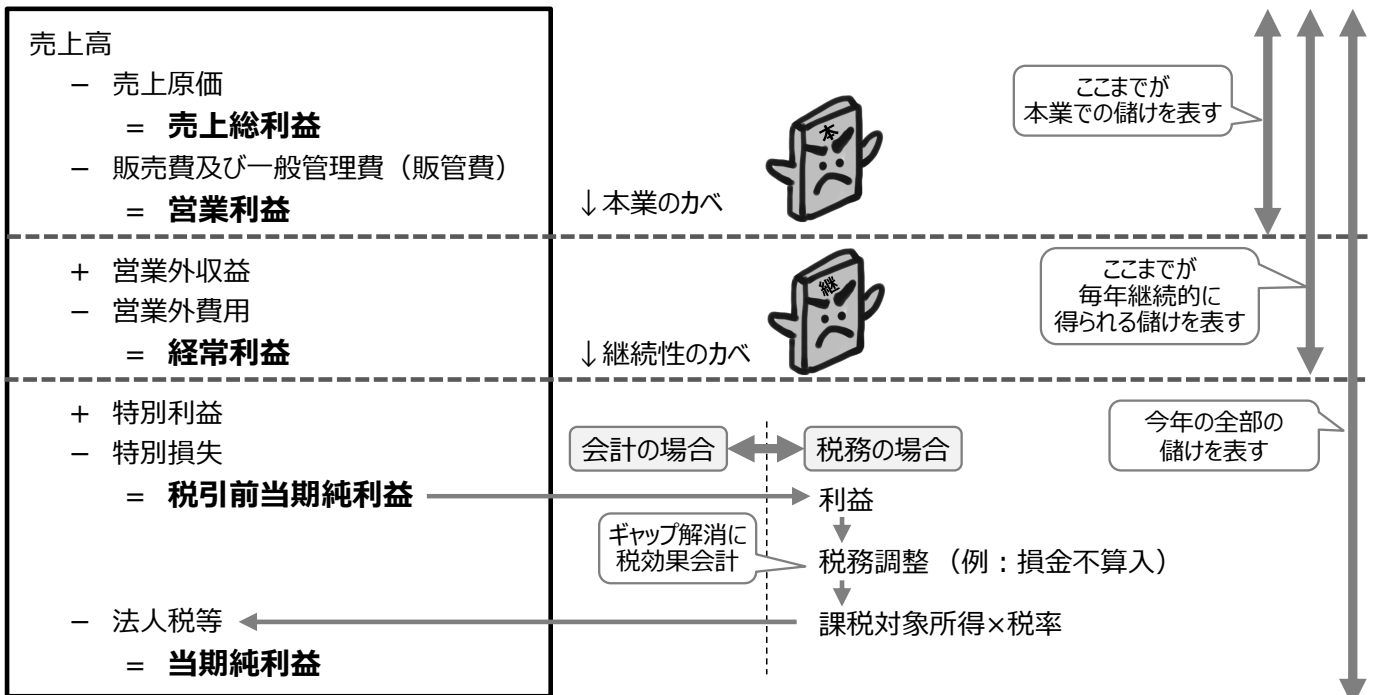 売上高
－ 売上原価
＝ 売上総利益
－ 販売費及び一般管理費（販管費）
＝ 営業利益
本
↓本業のカベ
ここまでが
本業での儲けを表す
＋ 営業外収益
－ 営業外費用
＝ 経常利益
継
↓継続性のカベ
ここまでが
毎年継続的に
得られる儲けを表す
＋ 特別利益
－ 特別損失
＝ 税引前当期純利益
会計の場合
税務の場合
今年の全部の
儲けを表す
利益
ギャップ解消に
税効果会計
税務調整（例：損金不算入）
－ 法人税等
課税対象所得×税率
＝ 当期純利益